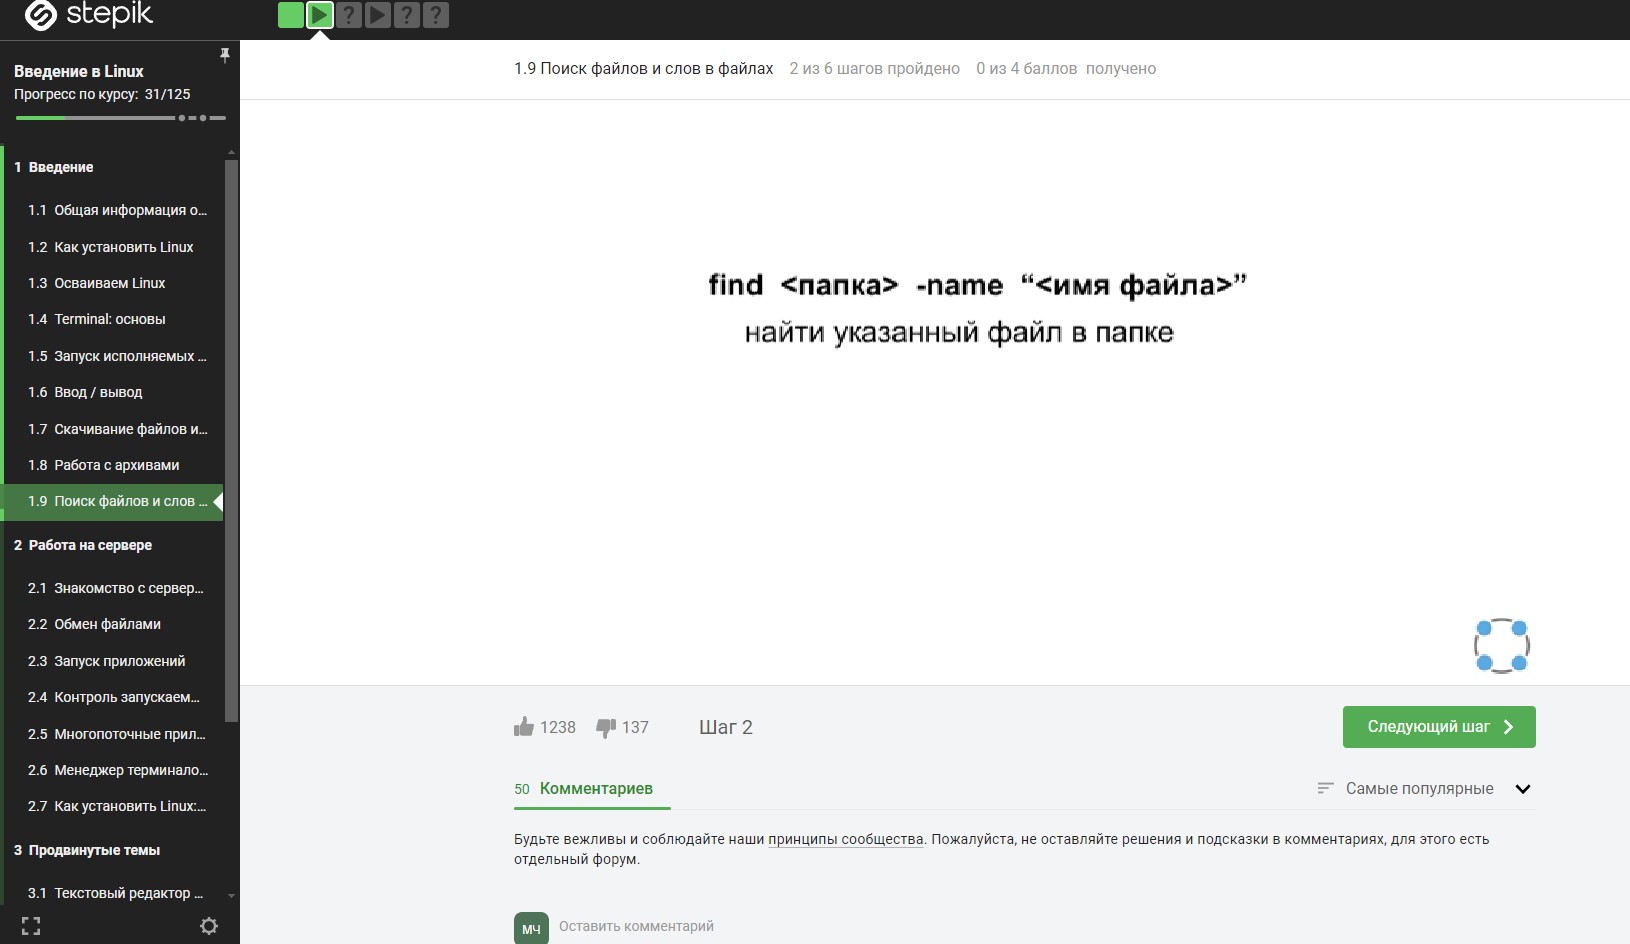 stepik
? ? ?
Введение в Linux
Прогресс по курсу: 31/125
1 Введение
1.1 Общая информация о...
1.2 Как установить Linux
1.3 Осваиваем Linux
1.4 Terminal: основы
1.5 Запуск исполняемых ...
1.6 Ввод / вывод
1.7 Скачивание файлов и...
1.8 Работа с архивами
1.9 Поиск файлов и слов ...
2 Работа на сервере
2.1 Знакомство с сервер...
2.2 Обмен файлами
2.3 Запуск приложений
2.4 Контроль запускаем...
2.5 Многопоточные прил...
2.6 Менеджер терминало...
2.7 Как установить Linux:...
3 Продвинутые темы
3.1 Текстовый редактор ...
1.9 Поиск файлов и слов в файлах 2 из 6 шагов пройдено 0 из 4 баллов получено
find <папка> -name “<имя файла>”
найти указанный файл в папке
1238 137 Шаг 2 Следующий шаг
50 Комментариев Самые популярные
Будьте вежливы и соблюдайте наши принципы сообщества. Пожалуйста, не оставляйте решения и подсказки в комментариях, для этого есть
отдельный форум.
МЧ Оставить комментарий